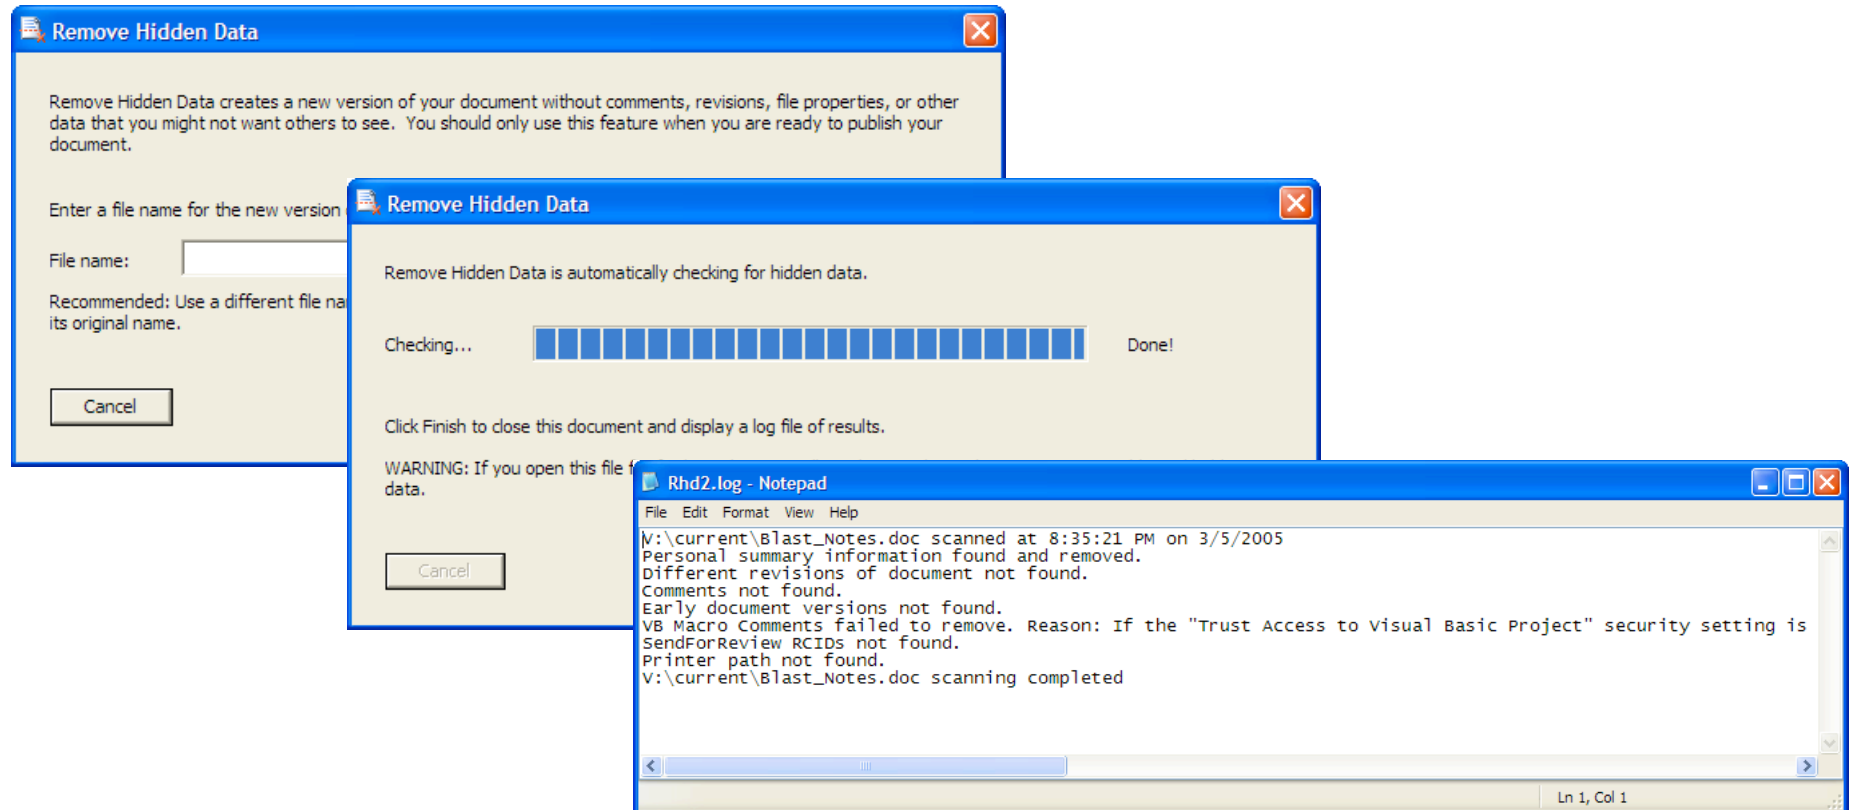 Remove Hidden Data
Remove Hidden Data creates a new version of your document without comments, revisions, file properties, or other
data that you might not want others to see.  You should only use this feature when you are ready to publish your
document.
Enter a file name for the new version
File name:
Recommended: Use a different file
its original name.
Cancel
Remove Hidden Data
Remove Hidden Data is automatically checking for hidden data.
Checking...
Done!
Click Finish to close this document and display a log file of results.
WARNING: If you open this file
data.
Cancel
Rhd2.log - Notepad
File Edit Format View Help
V:\current\Blast_Notes.doc scanned at 8:35:21 PM on 3/5/2005
Personal summary information found and removed.
Different revisions of document not found.
Comments not found.
Early document versions not found.
VB Macro Comments failed to remove. Reason: If the "Trust Access to Visual Basic Project" security setting is
SendForReview RCIDs not found.
Printer path not found.
V:\current\Blast_Notes.doc scanning completed
Ln 1, Col 1